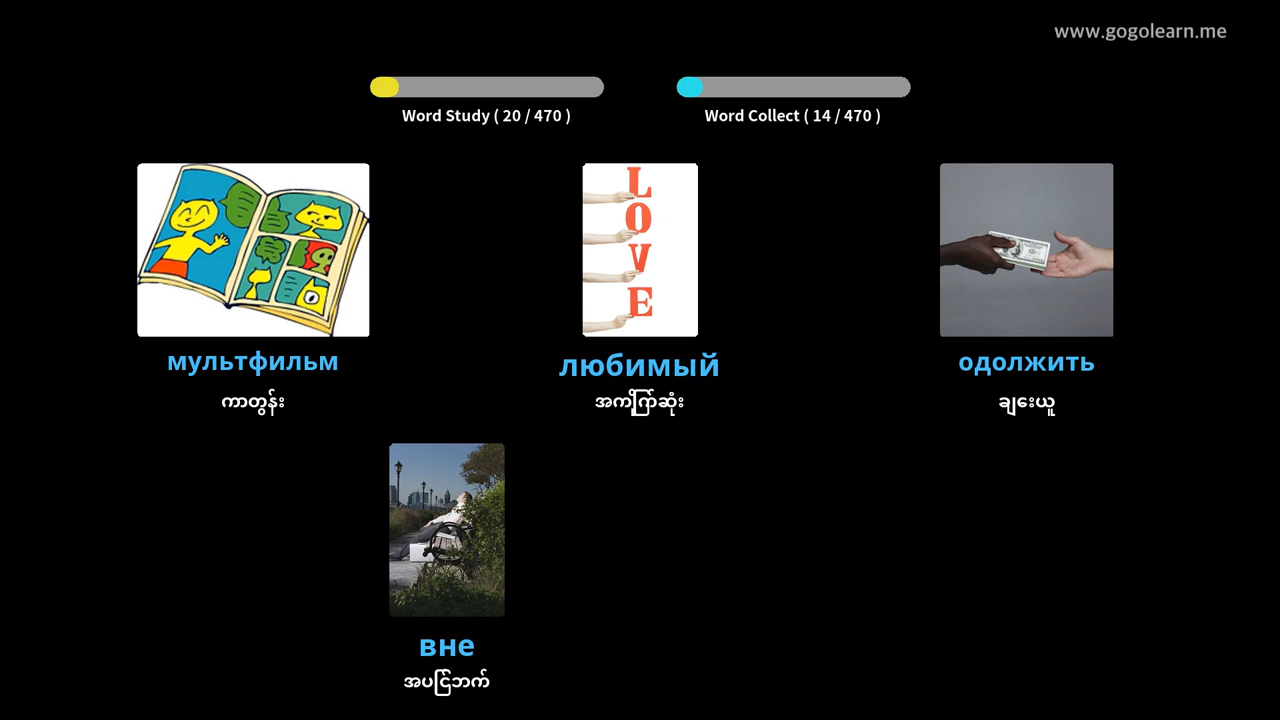 www.gogolearn.me
Word Study ( 20 / 470 )
Word Collect ( 14 / 470 )
LOVE
мультфильм
любимый
одолжить
ကာတွန်း
အကြိုက်ဆုံး
ချေးယူ
вне
အပြင်ဘက်